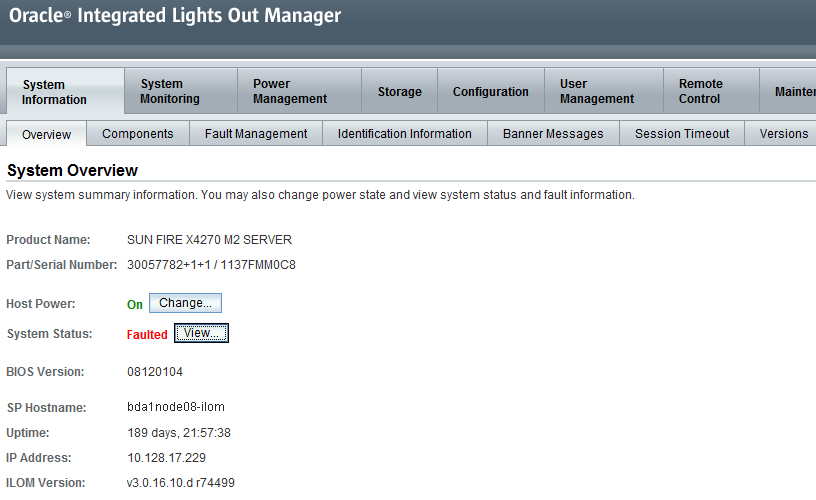 Oracle® Integrated Lights Out Manager
System Information
System Monitoring
Power Management
Storage
Configuration
User Management
Remote Control
Overview
Components
Fault Management
Identification Information
Banner Messages
Session Timeout
Versions
System Overview
View system summary information. You may also change power state and view system status and fault information.
Product Name: SUN FIRE X4270 M2 SERVER
Part/Serial Number: 30057782+1+1 / 1137FMM0C8
Host Power: On Change...
System Status: Faulted View...
BIOS Version: 08120104
SP Hostname: bda1node08-ilom
Uptime: 189 days, 21:57:38
IP Address: 10.128.17.229
ILOM Version: v3.0.16.10.d r74499